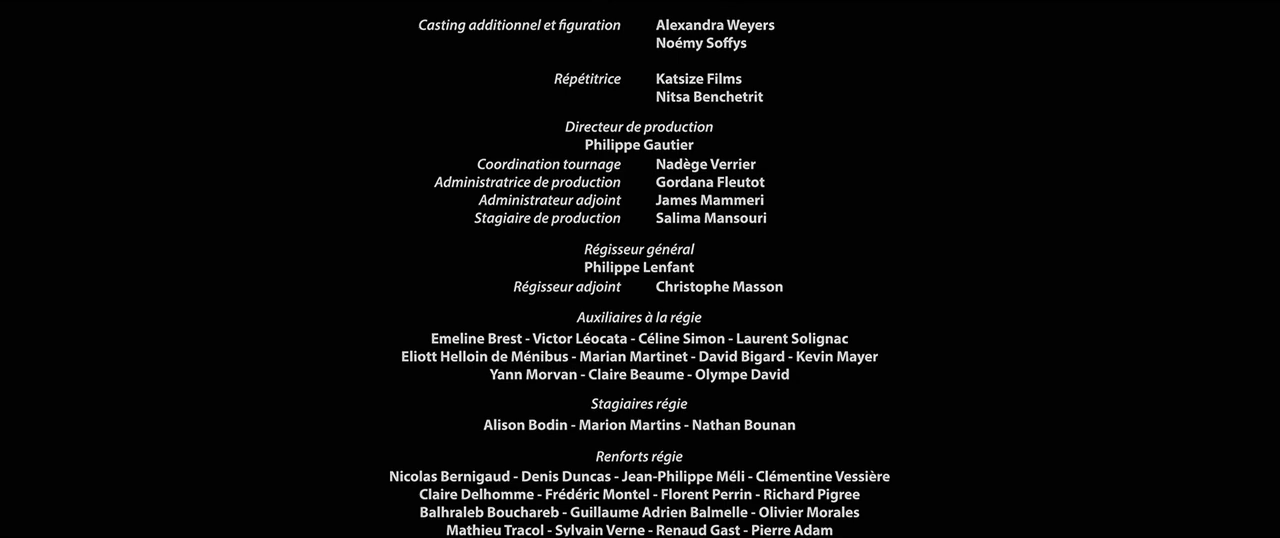 Casting additionnel et figuration Alexandra Weyers
Noémy Soffys
Répétitrice Katsize Films
Nitsa Benchetrit
Directeur de production
Philippe Gautier
Coordination tournage Nadège Verrier
Administratrice de production Gordana Fleutot
Administrateur adjoint James Mammeri
Stagiaire de production Salima Mansouri
Régisseur général
Philippe Lenfant
Régisseur adjoint Christophe Masson
Auxiliaires à la régie
Emeline Brest - Victor Léocata - Céline Simon - Laurent Solignac
Eliott Helloin de Ménibus - Marian Martinet - David Bigard - Kevin Mayer
Yann Morvan - Claire Beaume - Olympe David
Stagiaires régie
Alison Bodin - Marion Martins - Nathan Bounan
Renforts régie
Nicolas Bernigaud - Denis Duncas - Jean-Philippe Méli - Clémentine Vessière
Claire Delhomme - Frédéric Montel - Florent Perrin - Richard Pigree
Balhraleb Bouchareb - Guillaume Adrien Balmelle - Olivier Morales
Mathieu Tracol - Sylvain Verne - Renaud Gast - Pierre Adam